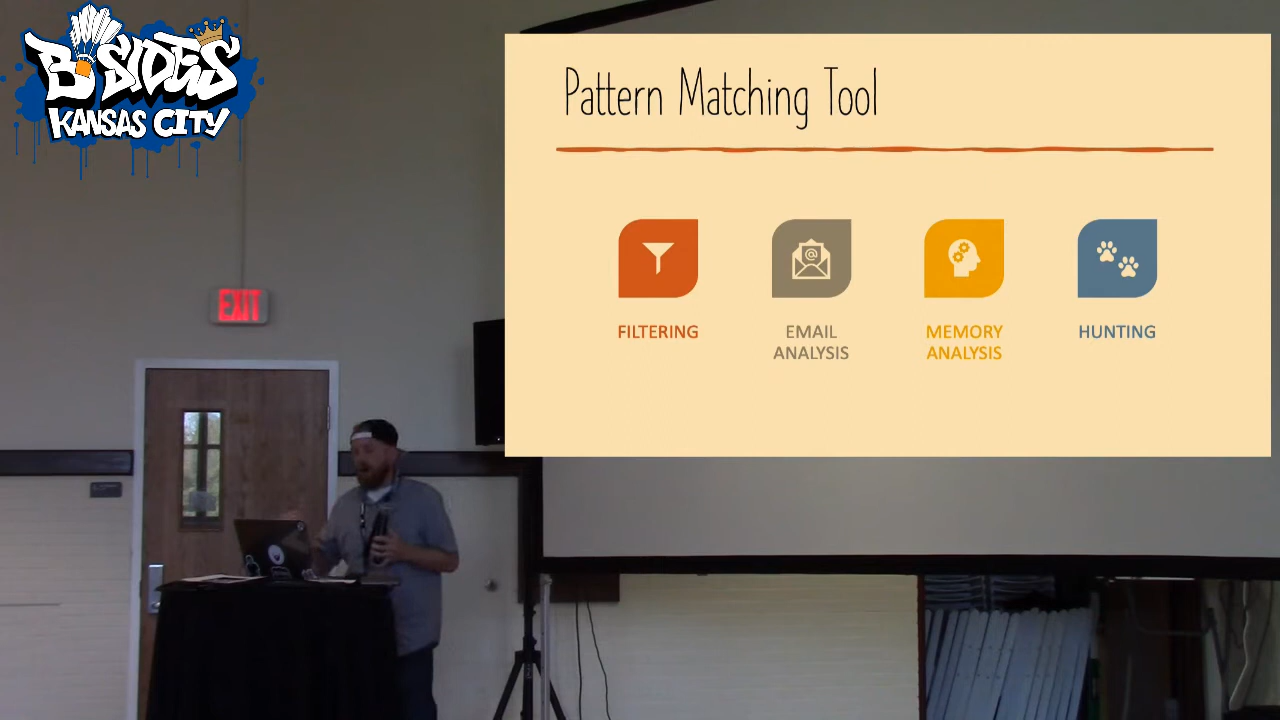 B·SIDES
KANSAS CITY
Pattern Matching Tool
FILTERING
EMAIL
ANALYSIS
MEMORY
ANALYSIS
HUNTING
EXIT